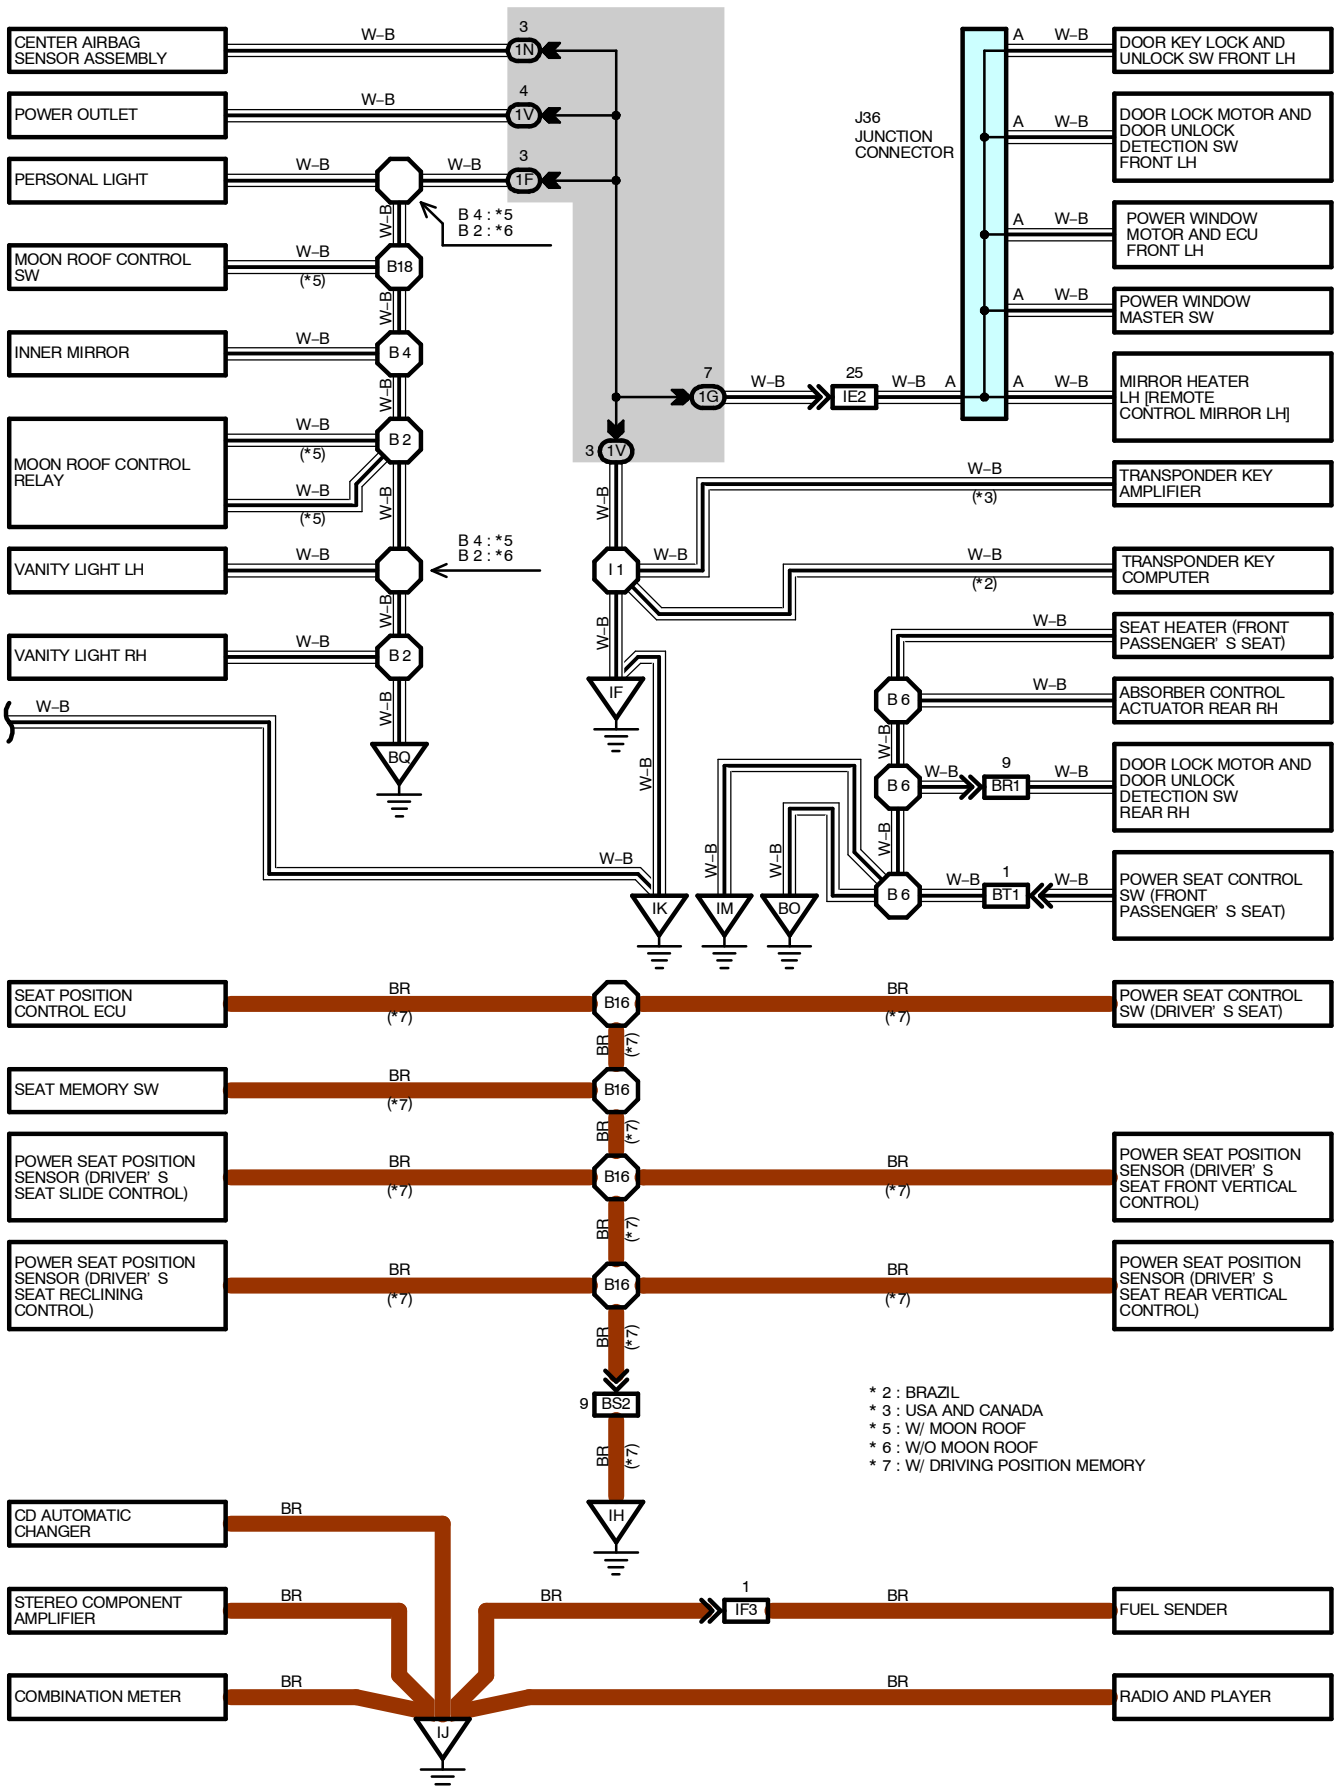 CENTER AIRBAG
SENSOR ASSEMBLY
W-B
3
1N
POWER OUTLET
W-B
4
1V
PERSONAL LIGHT
W-B
W-B
3
1F
W-B
B 4 : *5
B 2 : *6
MOON ROOF CONTROL
SW
W-B
(*5)
B18
W-B
INNER MIRROR
W-B
B 4
W-B
MOON ROOF CONTROL
RELAY
W-B
(*5)
W-B
(*5)
B 2
W-B
VANITY LIGHT LH
W-B
B 4 : *5
B 2 : *6
W-B
VANITY LIGHT RH
W-B
B 2
W-B
BQ
W-B
7
1G
W-B
25
IE2
W-B
A
J36
JUNCTION
CONNECTOR
A
W-B
DOOR KEY LOCK AND
UNLOCK SW FRONT LH
A
W-B
DOOR LOCK MOTOR AND
DOOR UNLOCK
DETECTION SW
FRONT LH
A
W-B
POWER WINDOW
MOTOR AND ECU
FRONT LH
A
W-B
POWER WINDOW
MASTER SW
A
W-B
MIRROR HEATER
LH [REMOTE
CONTROL MIRROR LH]
3
1V
W-B
W-B
(*3)
TRANSPONDER KEY
AMPLIFIER
I 1
W-B
W-B
(*2)
TRANSPONDER KEY
COMPUTER
W-B
IF
W-B
W-B
IK
W-B
SEAT HEATER (FRONT
PASSENGER' S SEAT)
B 6
W-B
ABSORBER CONTROL
ACTUATOR REAR RH
W-B
B 6
W-B
9
BR1
W-B
DOOR LOCK MOTOR AND
DOOR UNLOCK
DETECTION SW
REAR RH
W-B
W-B
W-B
IM
BO
B 6
W-B
1
BT1
W-B
POWER SEAT CONTROL
SW (FRONT
PASSENGER' S SEAT)
SEAT POSITION
CONTROL ECU
BR
(*7)
B16
BR
(*7)
POWER SEAT CONTROL
SW (DRIVER' S SEAT)
BR
(*7)
SEAT MEMORY SW
BR
(*7)
B16
BR
(*7)
POWER SEAT POSITION
SENSOR (DRIVER' S
SEAT SLIDE CONTROL)
BR
(*7)
B16
BR
(*7)
POWER SEAT POSITION
SENSOR (DRIVER' S
SEAT FRONT VERTICAL
CONTROL)
BR
(*7)
POWER SEAT POSITION
SENSOR (DRIVER' S
SEAT RECLINING
CONTROL)
BR
(*7)
B16
BR
(*7)
POWER SEAT POSITION
SENSOR (DRIVER' S
SEAT REAR VERTICAL
CONTROL)
BR
(*7)
9
BS2
BR
(*7)
IH
* 2 : BRAZIL
* 3 : USA AND CANADA
* 5 : W/ MOON ROOF
* 6 : W/O MOON ROOF
* 7 : W/ DRIVING POSITION MEMORY
CD AUTOMATIC
CHANGER
BR
STEREO COMPONENT
AMPLIFIER
BR
BR
1
IF3
BR
FUEL SENDER
COMBINATION METER
BR
BR
RADIO AND PLAYER
IJ